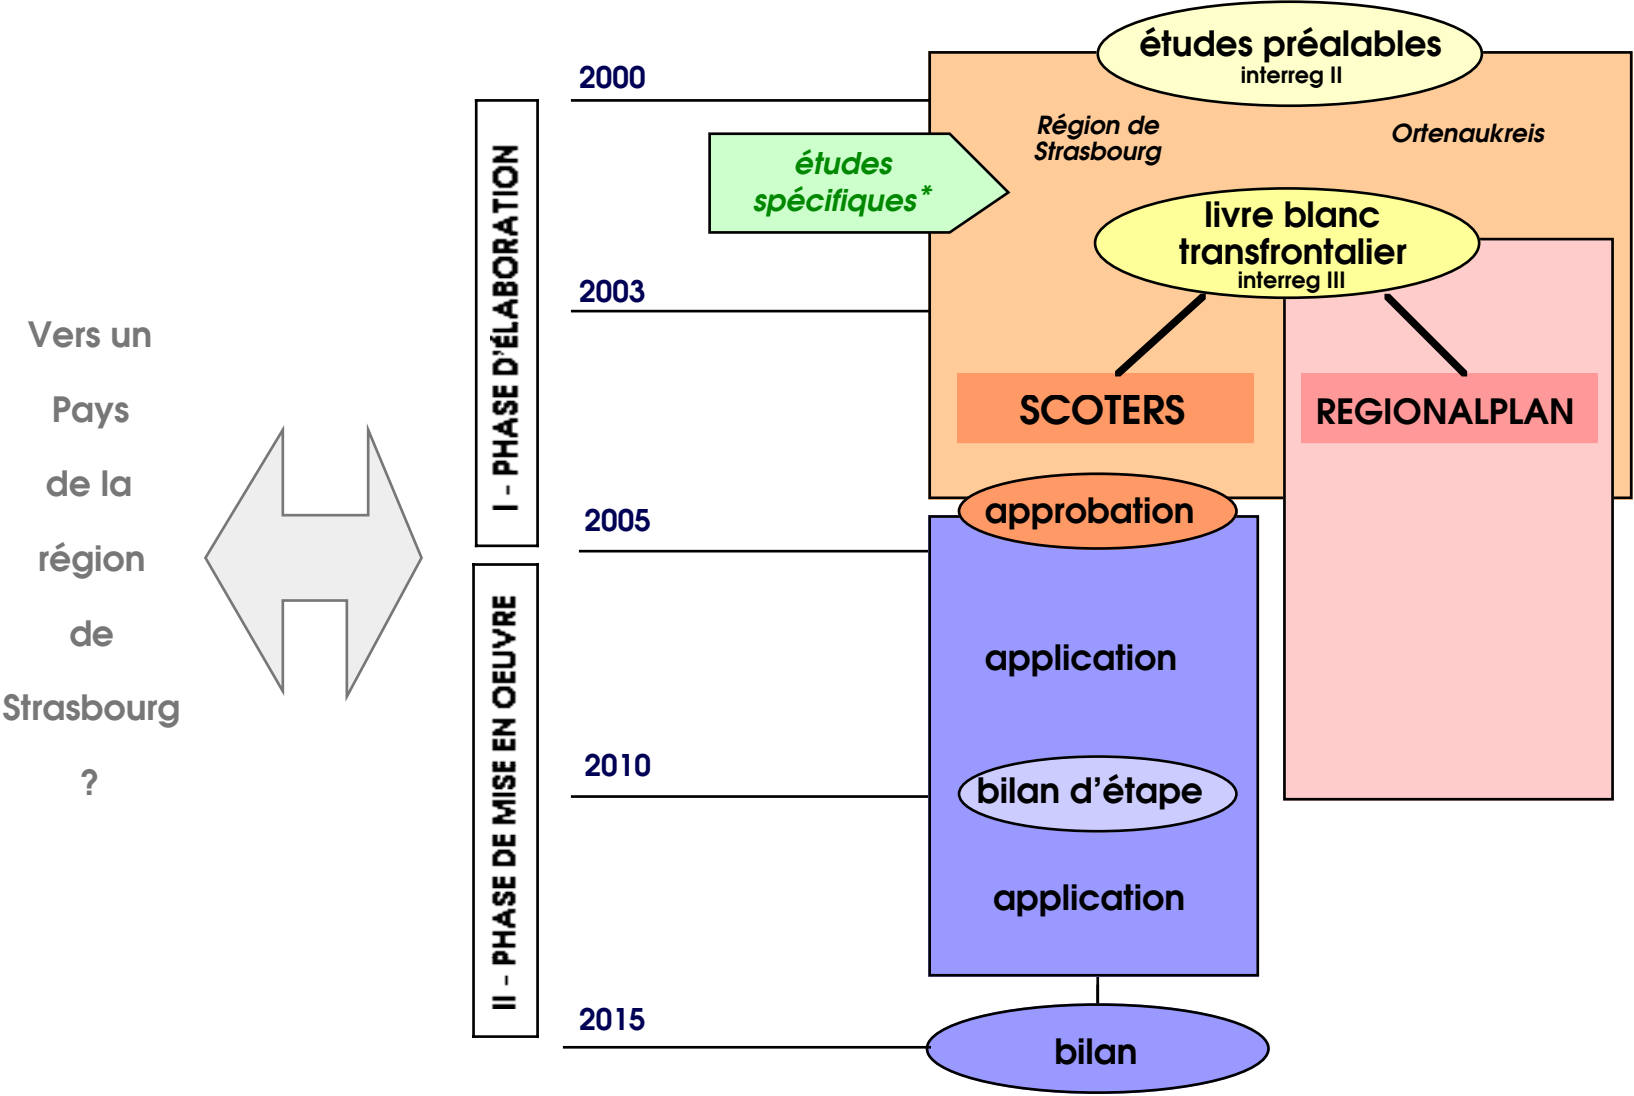 Vers un
Pays
de la
région
de
Strasbourg
?
I - PHASE D'ÉLABORATION
II - PHASE DE MISE EN OEUVRE
2000
2003
2005
2010
2015
études
spécifiques*
études préalables
interreg II
Région de
Strasbourg
Ortenaukreis
livre blanc
transfrontalier
interreg III
SCOTERS
REGIONALPLAN
approbation
application
bilan d'étape
application
bilan